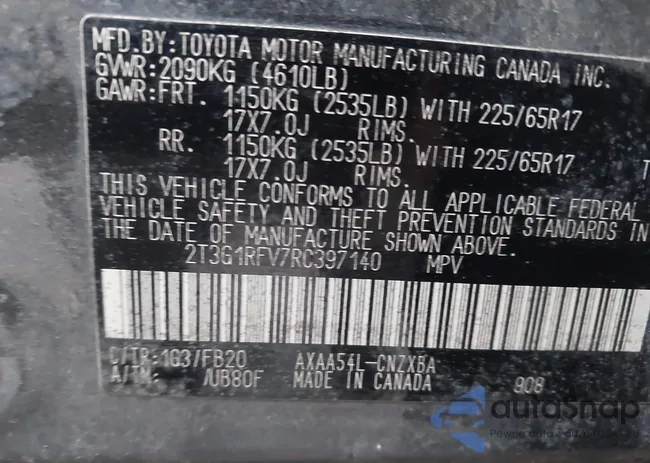 MFD.BY:TOYOTA MOTOR MANUFACTURING CANADA INC.
GVWR:2090KG (4610LB)
GAWR:FRT. 1150KG (2535LB) WITH 225/65R17
17X7.0J RIMS.
RR. 1150KG (2535LB) WITH 225/65R17
17X7.0J RIMS. T
THIS VEHICLE CONFORMS TO ALL APPLICABLE FEDERAL
VEHICLE SAFETY AND THEFT PREVENTION STANDARDS IN
THE DATE OF MANUFACTURE SHOWN ABOVE.
2T3G1RFV7RC397140 MPV
C/TR:1G3/FB20 AXAA54L-CNZXBA
A/TM: /UB80F MADE IN CANADA 908
autoSnap
Pewne auta